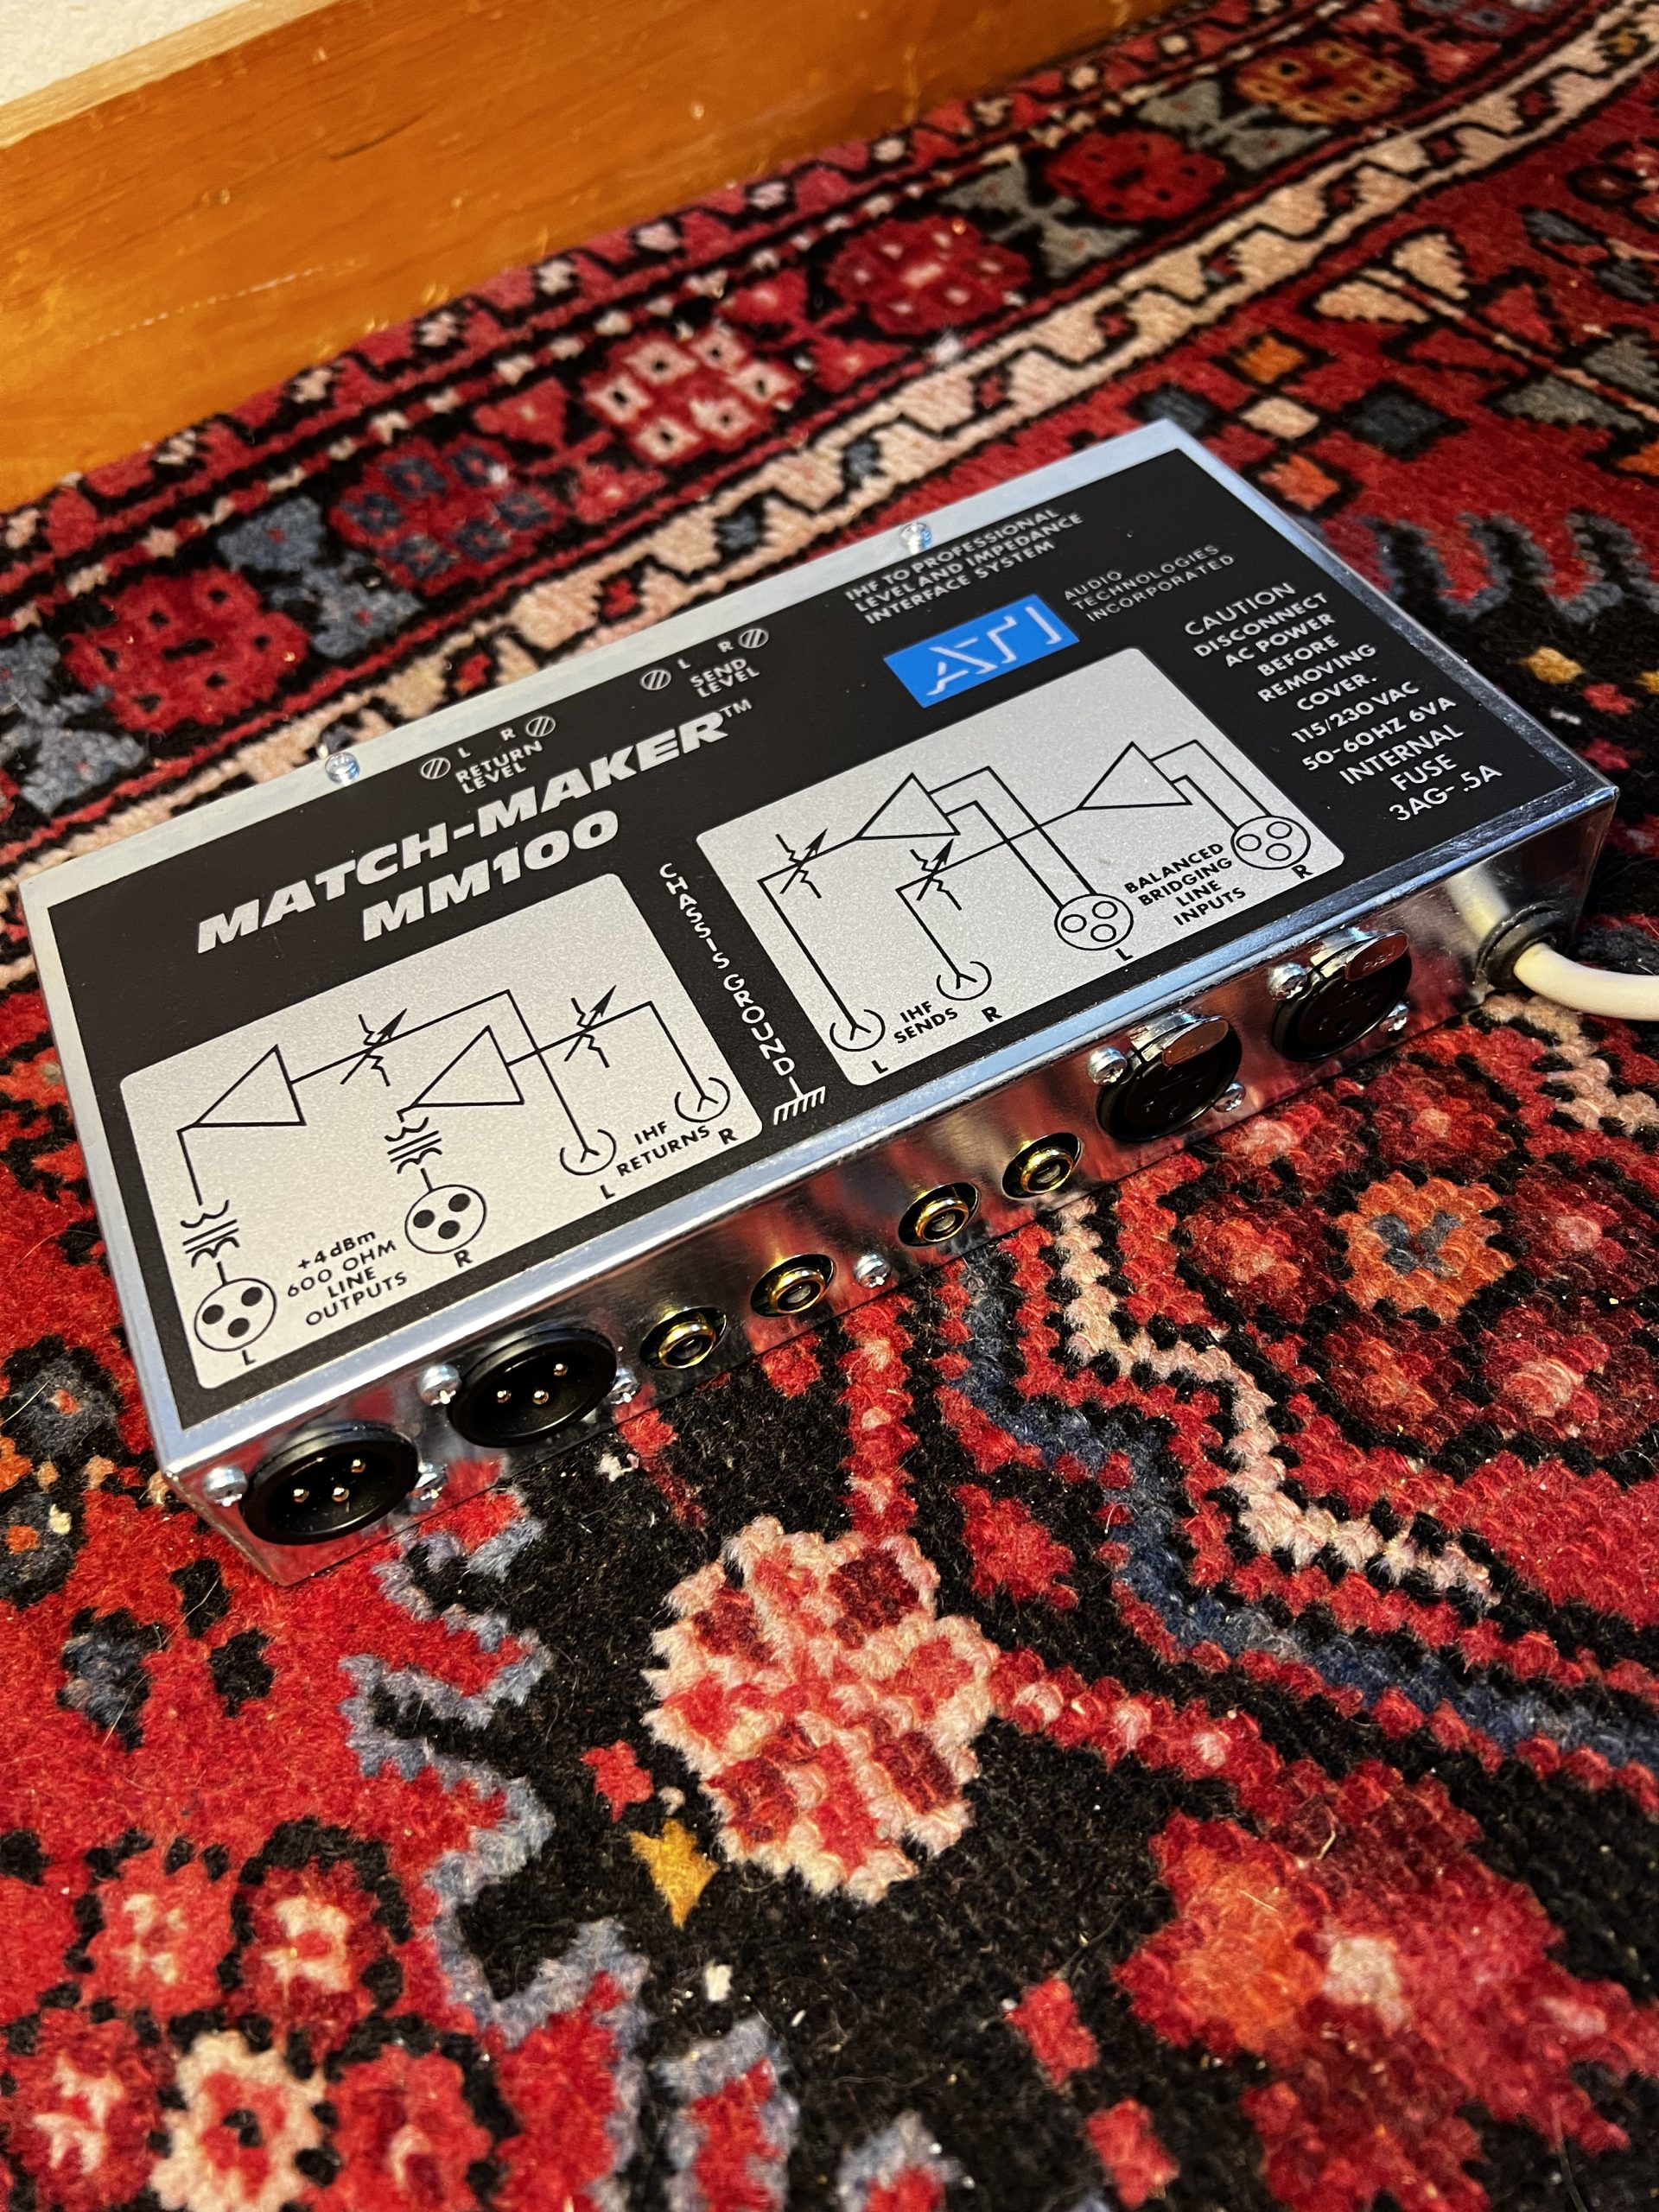 IHF TO PROFESSIONAL
LEVEL AND IMPEDANCE
INTERFACE SYSTEM
ATI
AUDIO
TECHNOLOGIES
INCORPORATED
CAUTION
DISCONNECT
AC POWER
BEFORE
REMOVING
COVER.
115/230 VAC
50-60HZ 6VA
INTERNAL
FUSE
3AG-.5A
L R
SEND
LEVEL
L R
RETURN
LEVEL
MATCH-MAKER™
MM100
CHASSIS GROUND
BALANCED
BRIDGING
LINE
INPUTS
L
R
IHF
SENDS
L
R
IHF
RETURNS
L
R
+4dBm
600 OHM
LINE
OUTPUTS
L
R